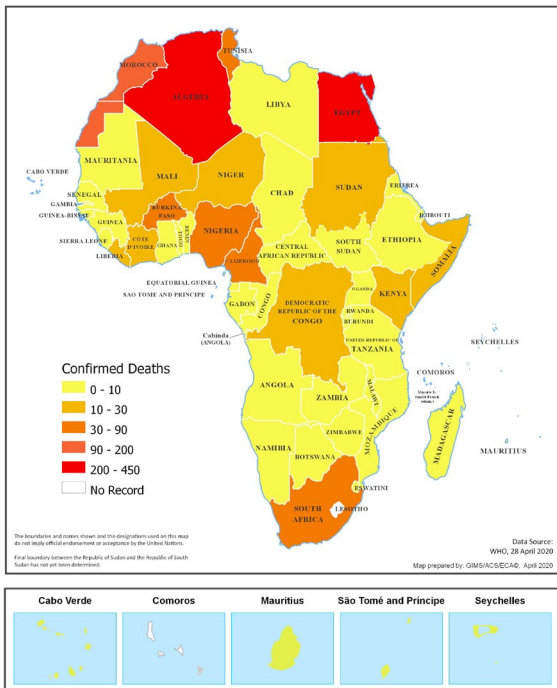 TUNISIA
MOROCCO
ALGERIA
LIBYA
EGYPT
MAURITANIA
CABO VERDE
MALI
NIGER
CHAD
SUDAN
ERITREA
SENEGAL
GAMBIA
GUINEA-BISSAU
GUINEA
BURKINA
FASO
DJIBOUTI
SIERRA LEONE
LIBERIA
CÔTE
D'IVOIRE
GHANA
TOGO
BENIN
NIGERIA
CAMEROON
CENTRAL
AFRICAN REPUBLIC
SOUTH
SUDAN
ETHIOPIA
SOMALIA
EQUATORIAL GUINEA
SAO TOME AND PRINCIPE
GABON
CONGO
DEMOCRATIC
REPUBLIC OF THE
CONGO
UGANDA
KENYA
RWANDA
BURUNDI
Cabinda
(ANGOLA)
UNITED REPUBLIC OF
TANZANIA
SEYCHELLES
COMOROS
ANGOLA
ZAMBIA
MALAWI
MOZAMBIQUE
MADAGASCAR
MAURITIUS
ZIMBABWE
NAMIBIA
BOTSWANA
ESWATINI
SOUTH
AFRICA
LESOTHO
Confirmed Deaths
0 - 10
10 - 30
30 - 90
90 - 200
200 - 450
No Record
The boundaries and names shown and the designations used on this map
do not imply official endorsement or acceptance by the United Nations.
Final boundary between the Republic of Sudan and the Republic of South
Sudan has not yet been determined.
Data Source:
WHO, 28 April 2020
Map prepared by: GIMS/ACS/ECA©, April 2020
Cabo Verde
Comoros
Mauritius
São Tomé and Príncipe
Seychelles